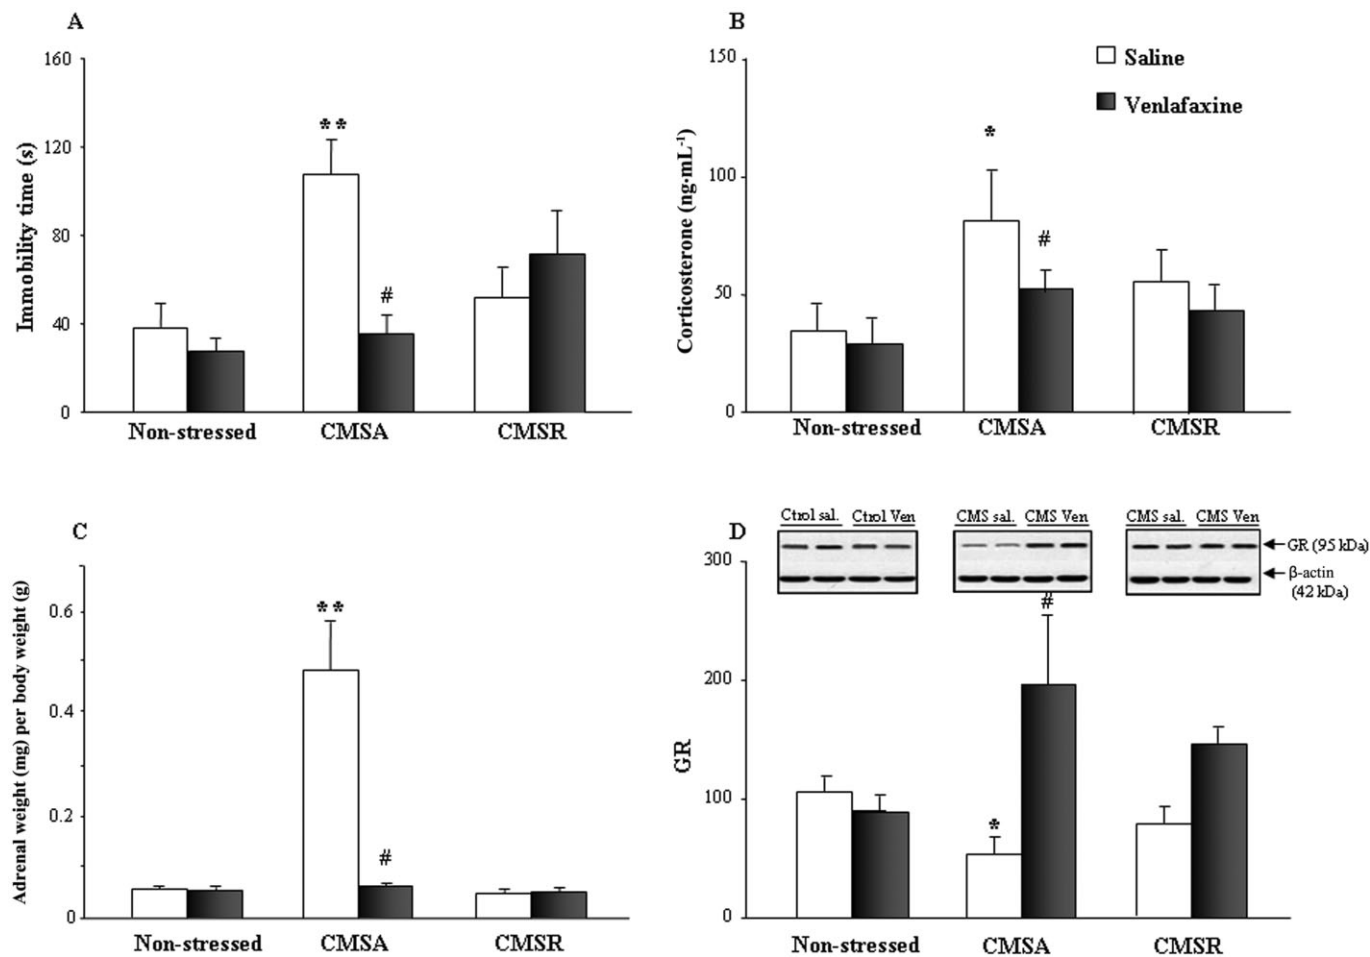 A
160
120
80
40
0
Immobility time (s)
**
#
Non-stressed
CMSA
CMSR
B
150
100
50
0
Corticosterone (ng·mL⁻¹)
*
#
Saline
Venlafaxine
Non-stressed
CMSA
CMSR
C
0.6
0.4
0.2
0
Adrenal weight (mg) per body weight (g)
**
#
Non-stressed
CMSA
CMSR
D
Ctrol sal. Ctrol Ven
CMS sal. CMS Ven
CMS sal. CMS Ven
GR (95 kDa)
β-actin
(42 kDa)
300
200
100
0
GR
*
#
Non-stressed
CMSA
CMSR